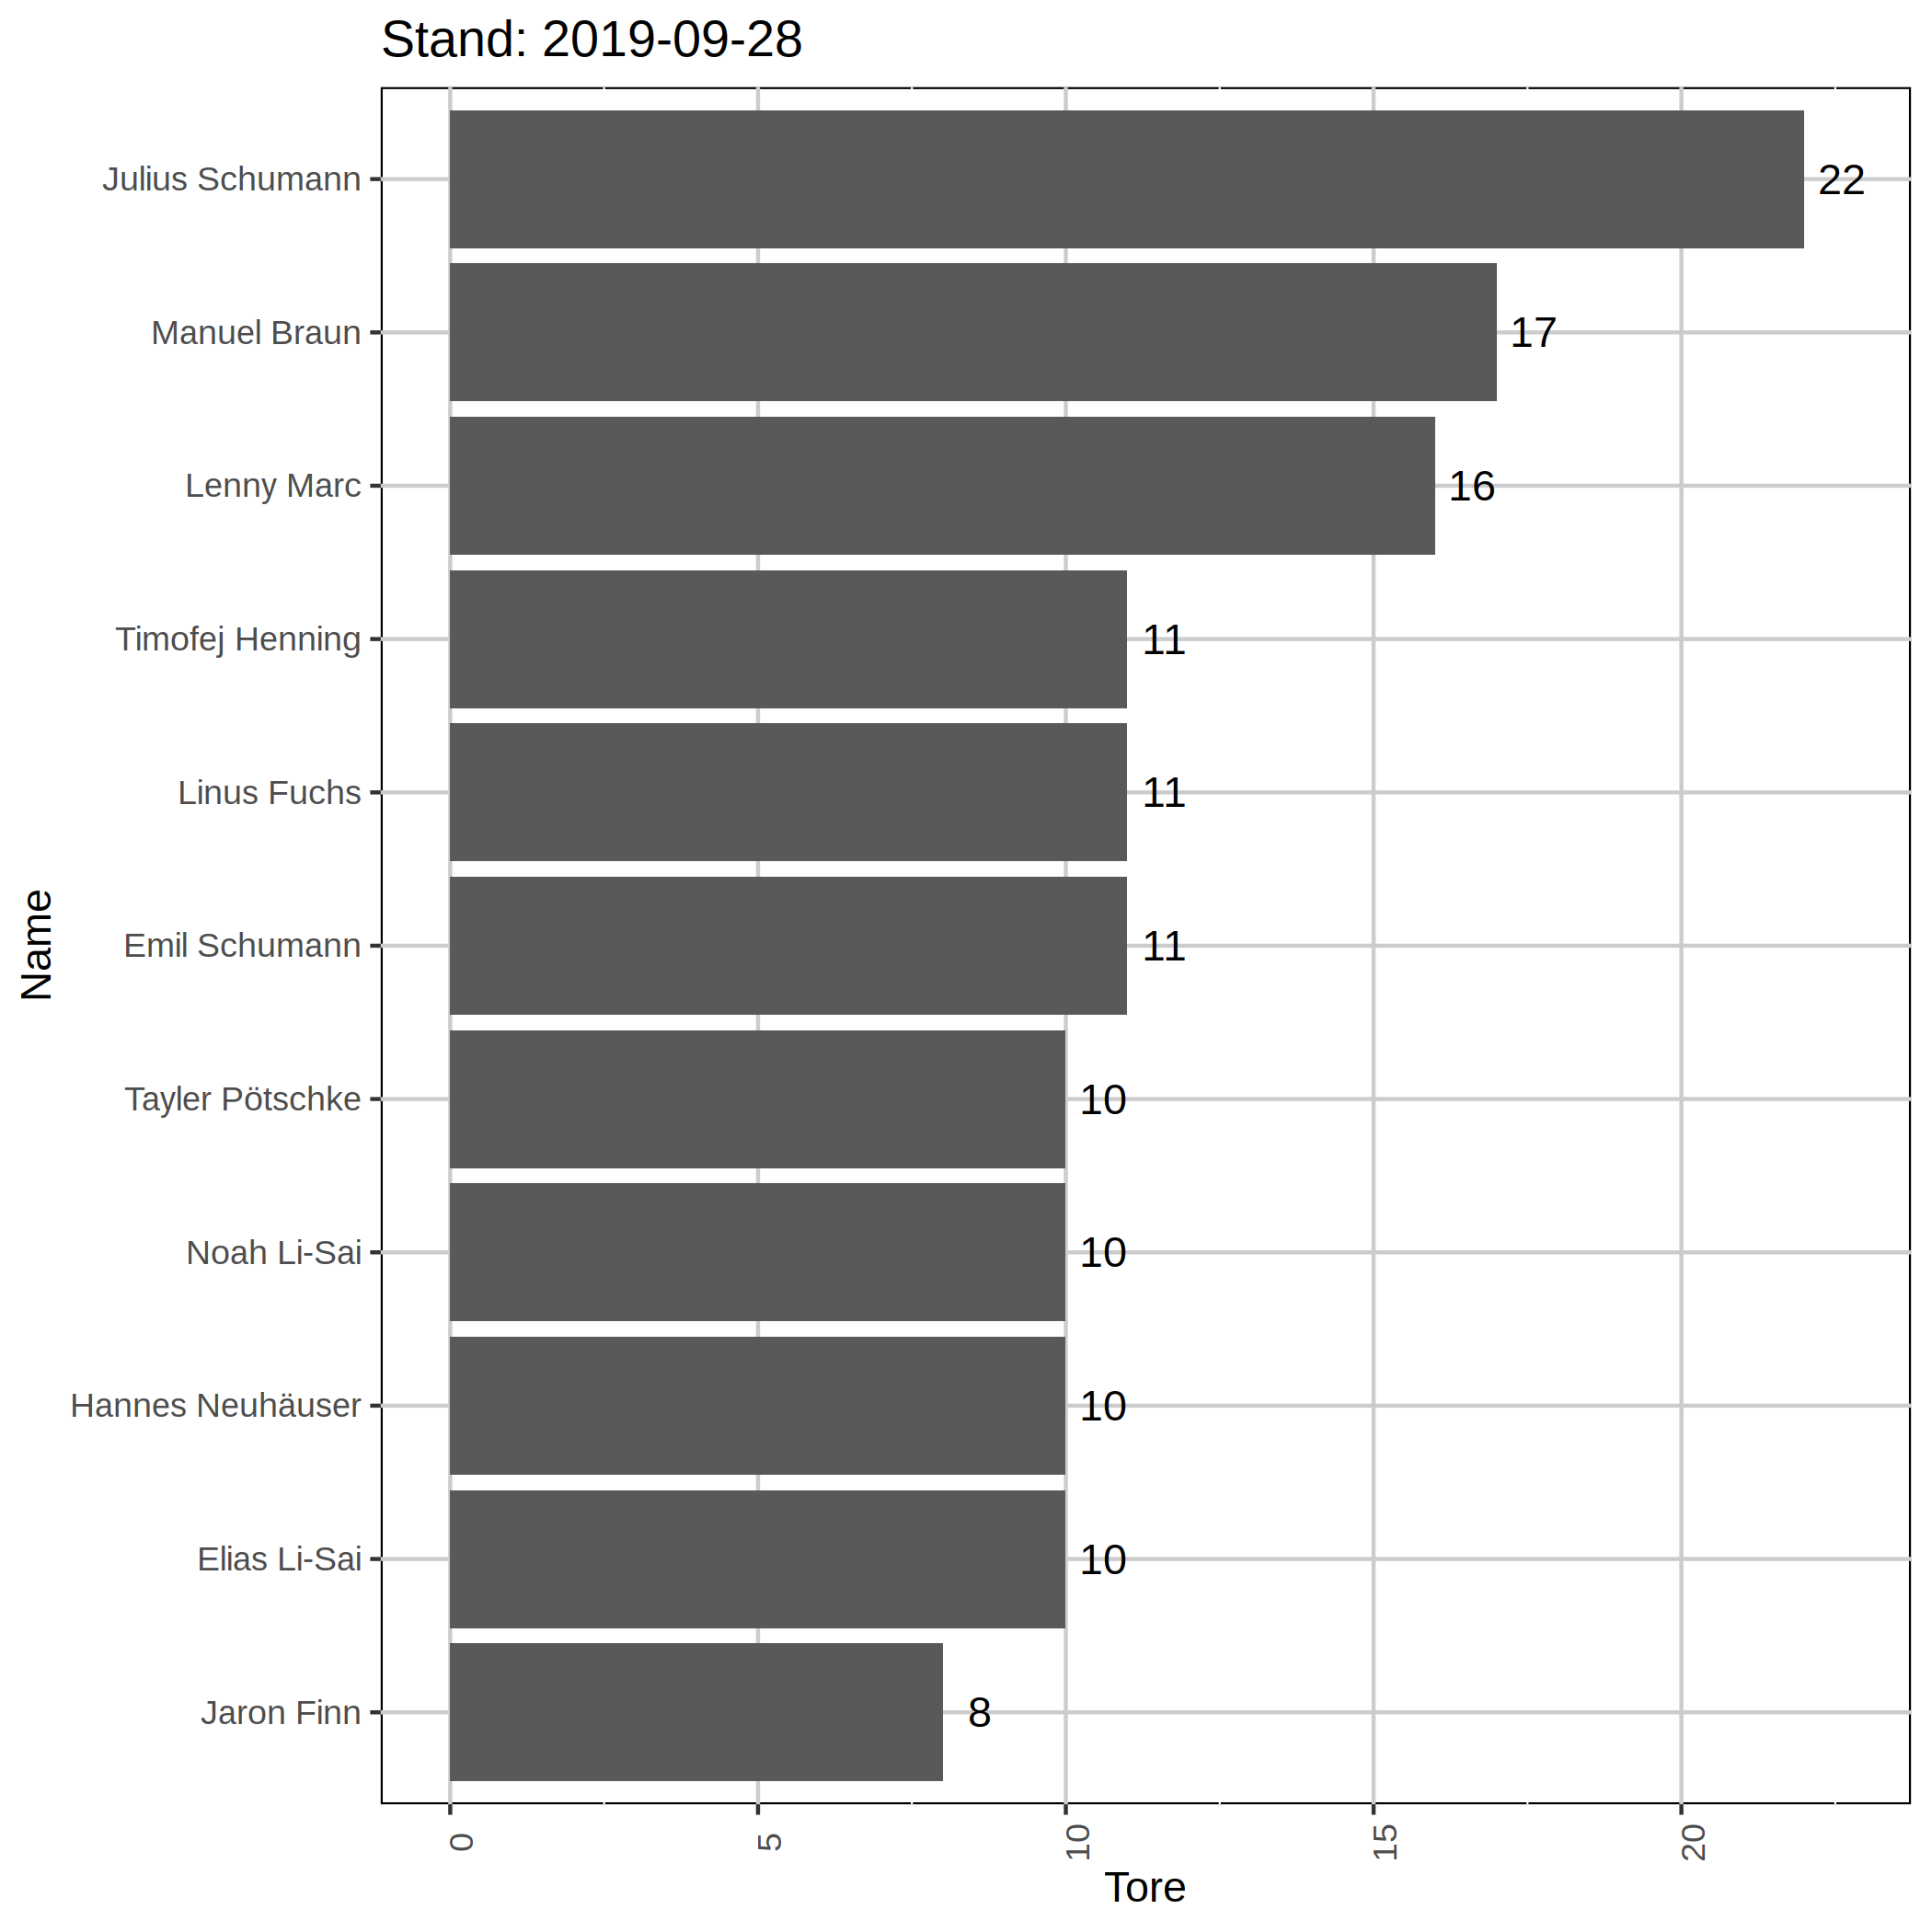 Stand: 2019-09-28
Name
Julius Schumann 22
Manuel Braun 17
Lenny Marc 16
Timofej Henning 11
Linus Fuchs 11
Emil Schumann 11
Tayler Pötschke 10
Noah Li-Sai 10
Hannes Neuhäuser 10
Elias Li-Sai 10
Jaron Finn 8
0 5 10 15 20
Tore